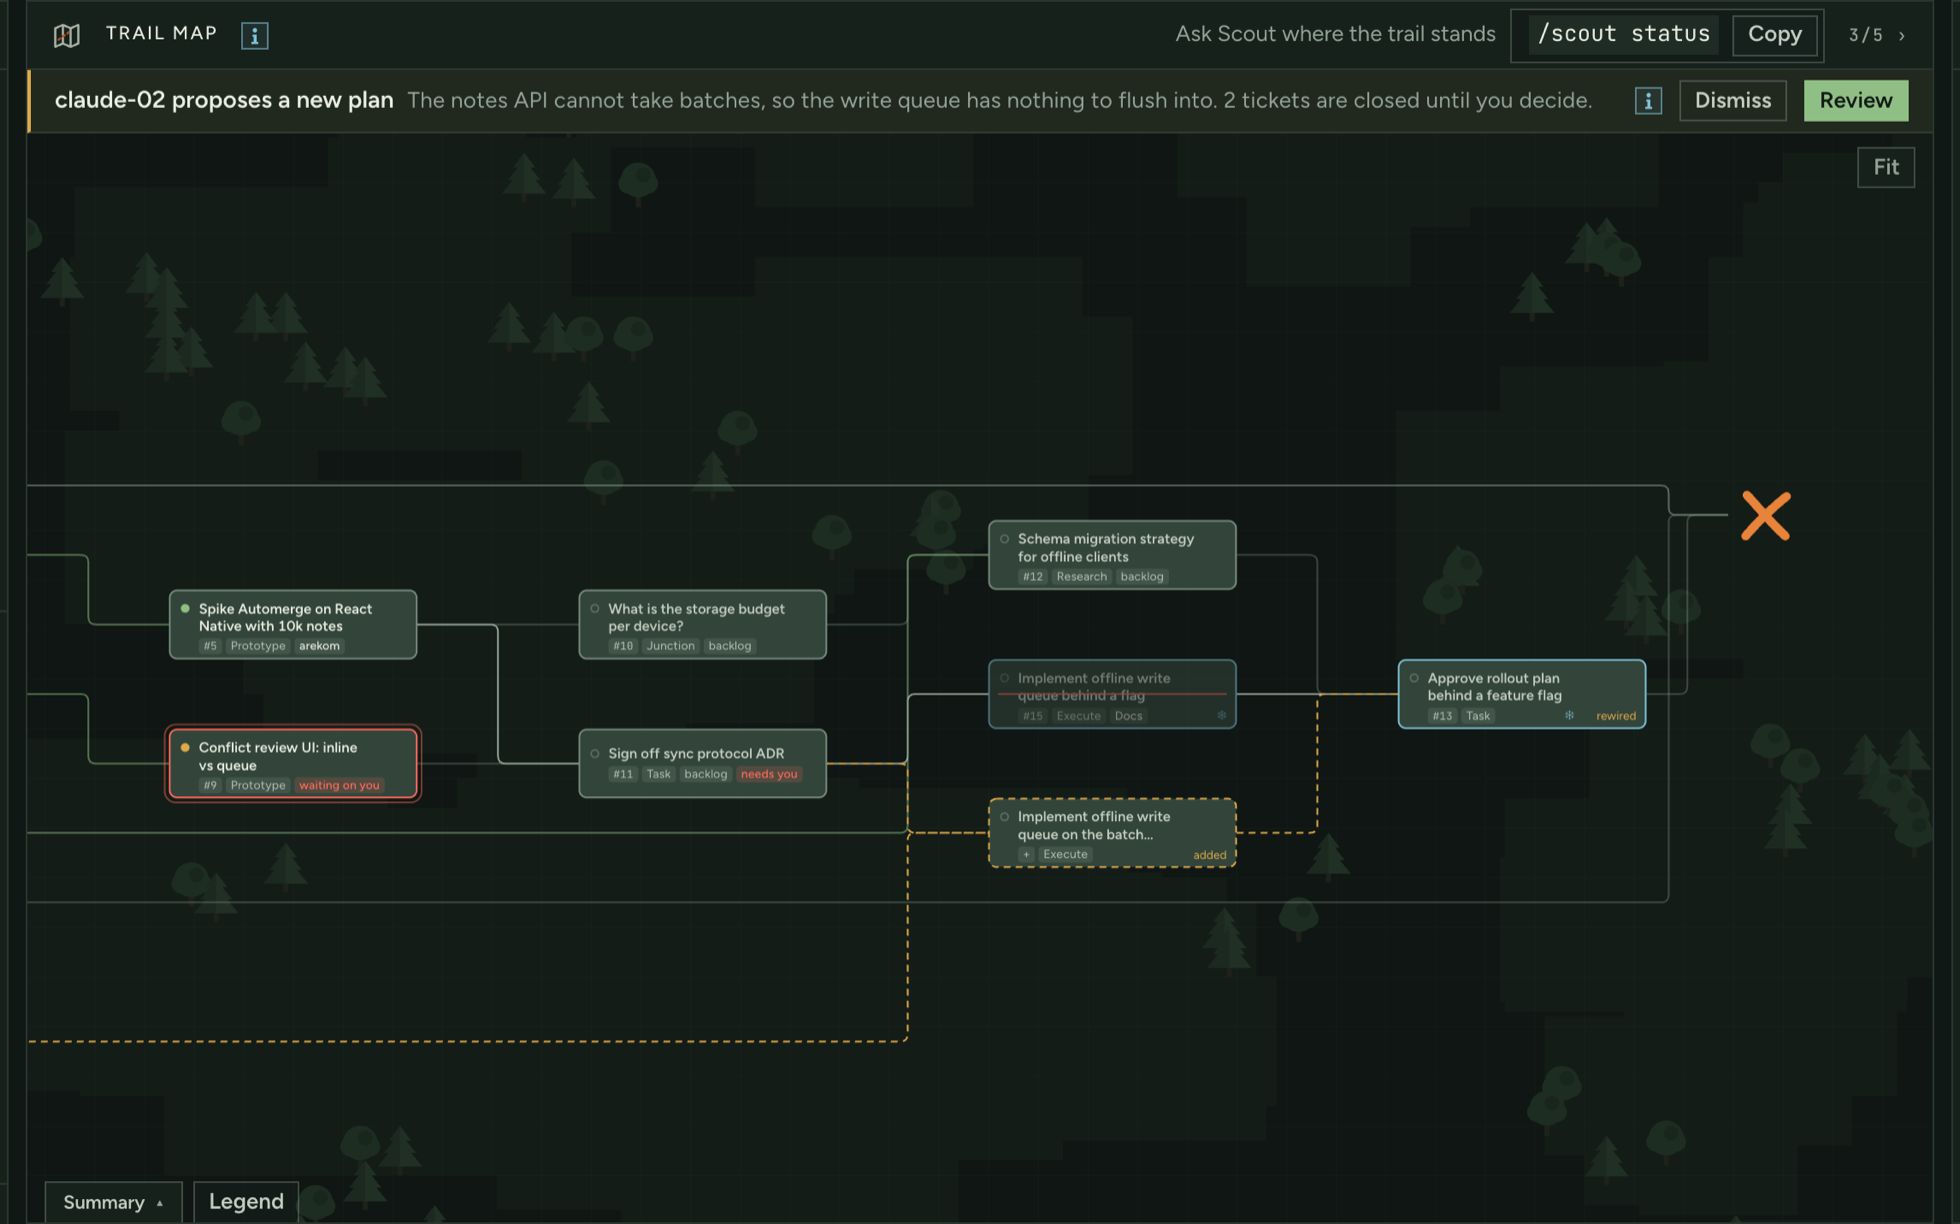 TRAIL MAP
i
Ask Scout where the trail stands
/scout status
Copy
3/5 ›
claude-02 proposes a new plan
The notes API cannot take batches, so the write queue has nothing to flush into. 2 tickets are closed until you decide.
i
Dismiss
Review
Fit
Schema migration strategy
for offline clients
#12 Research backlog
Spike Automerge on React
Native with 10k notes
#5 Prototype arekom
What is the storage budget
per device?
#10 Junction backlog
Implement offline write
queue behind a flag
#15 Execute Docs
Approve rollout plan
behind a feature flag
#13 Task rewired
Conflict review UI: inline
vs queue
#9 Prototype waiting on you
Sign off sync protocol ADR
#11 Task backlog needs you
Implement offline write
queue on the batch...
+ Execute added
Summary ▴
Legend